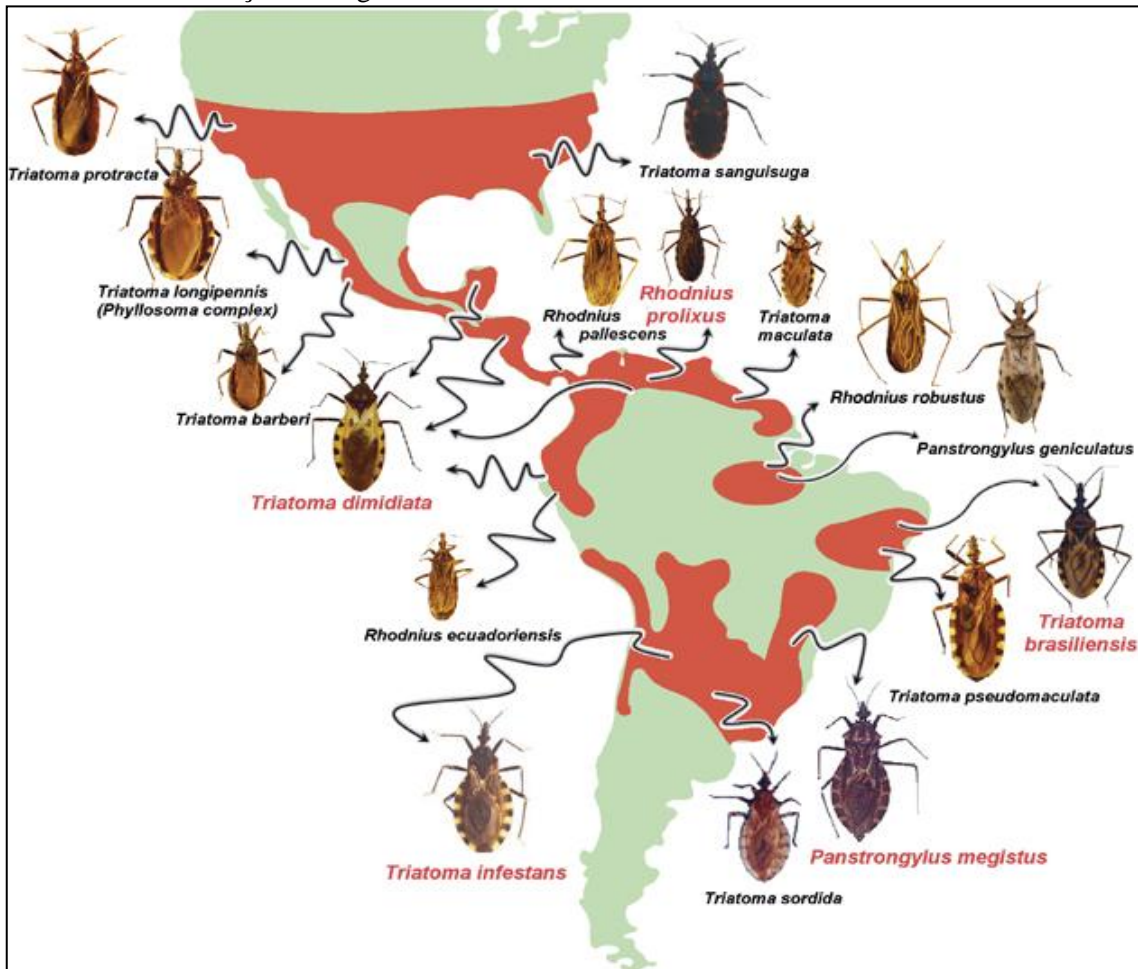 Triatoma protracta
Triatoma sanguisuga
Triatoma longipennis
(Phyllosoma complex)
Rhodnius
pallescens
Rhodnius
prolixus
Triatoma
maculata
Rhodnius robustus
Panstrongylus geniculatus
Triatoma barberi
Triatoma dimidiata
Rhodnius ecuadoriensis
Triatoma
brasiliensis
Triatoma pseudomaculata
Triatoma infestans
Panstrongylus megistus
Triatoma sordida